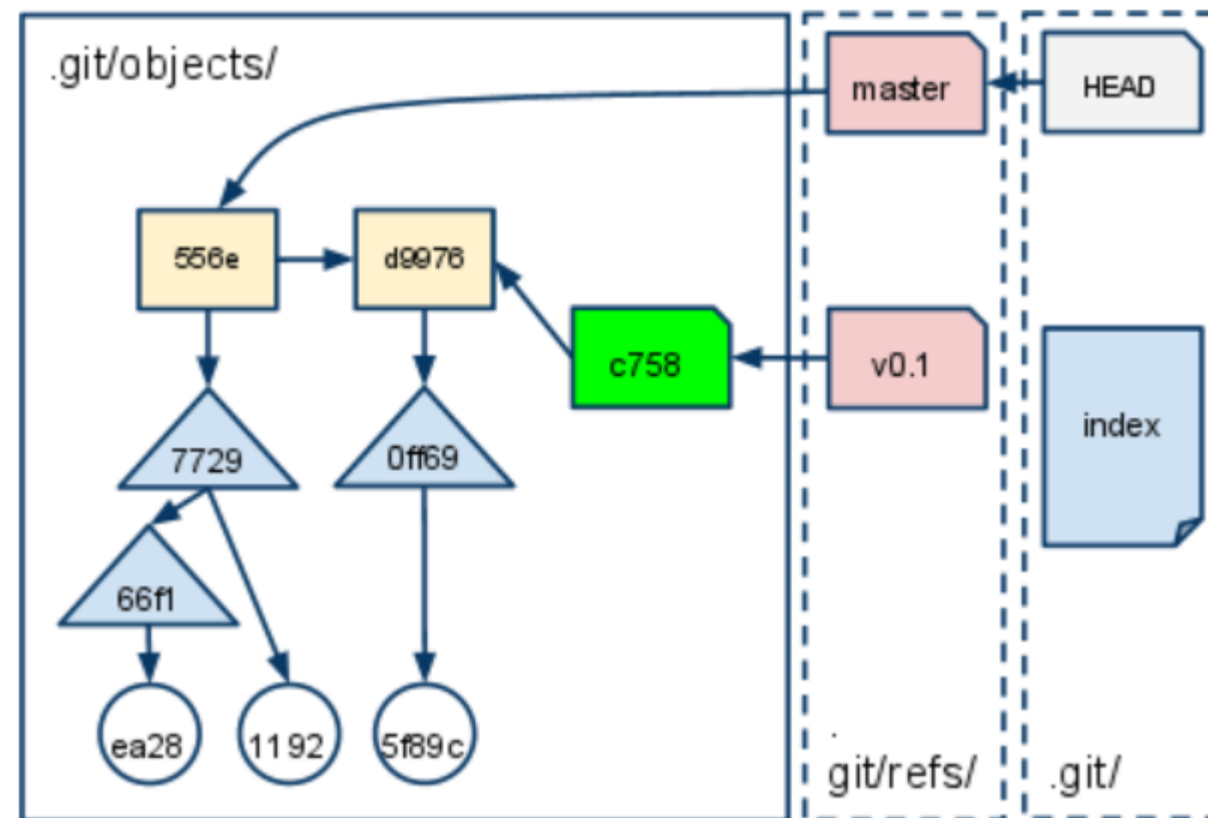 .git/objects/
master
HEAD
556e
d9976
c758
v0.1
index
7729
0ff69
66f1
ea28
1192
5f89c
.
git/refs/
.git/